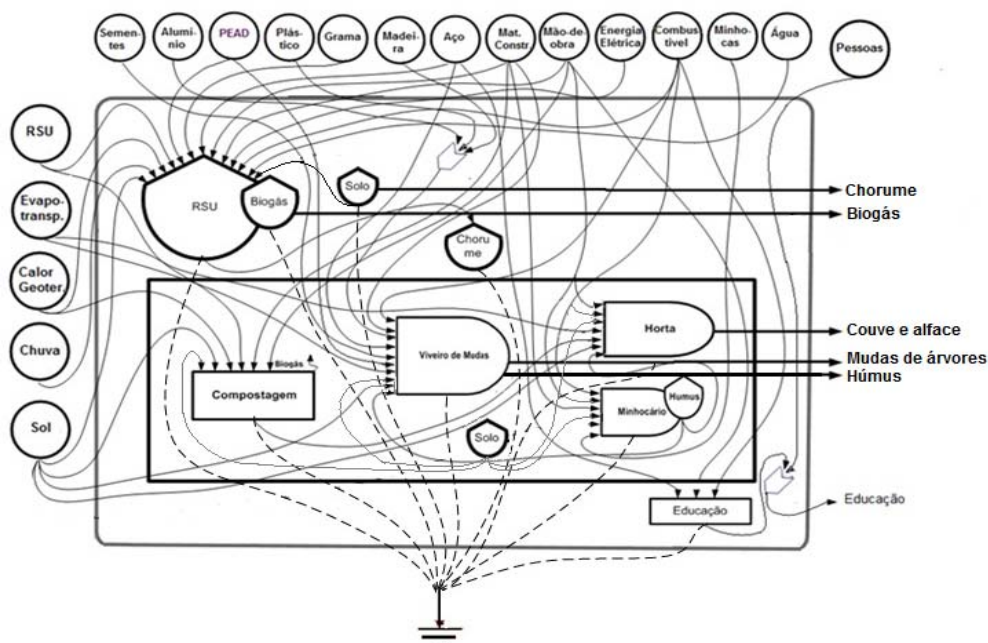 Semen-
tes
Alumí-
nio
PEAD
Plás-
tico
Grama
Madei-
ra
Aço
Mat.
Constr.
Mão-de-
obra
Energia
Elétrica
Combus
tível
Minho-
cas
Água
Pessoas
RSU
Evapo-
transp.
Calor
Geoter.
Chuva
Sol
RSU
Biogás
Solo
Choru
me
Chorume
Biogás
Biogás
Compostagem
Viveiro de Mudas
Horta
Minhocário
Humus
Solo
Couve e alface
Mudas de árvores
Húmus
Educação
Educação